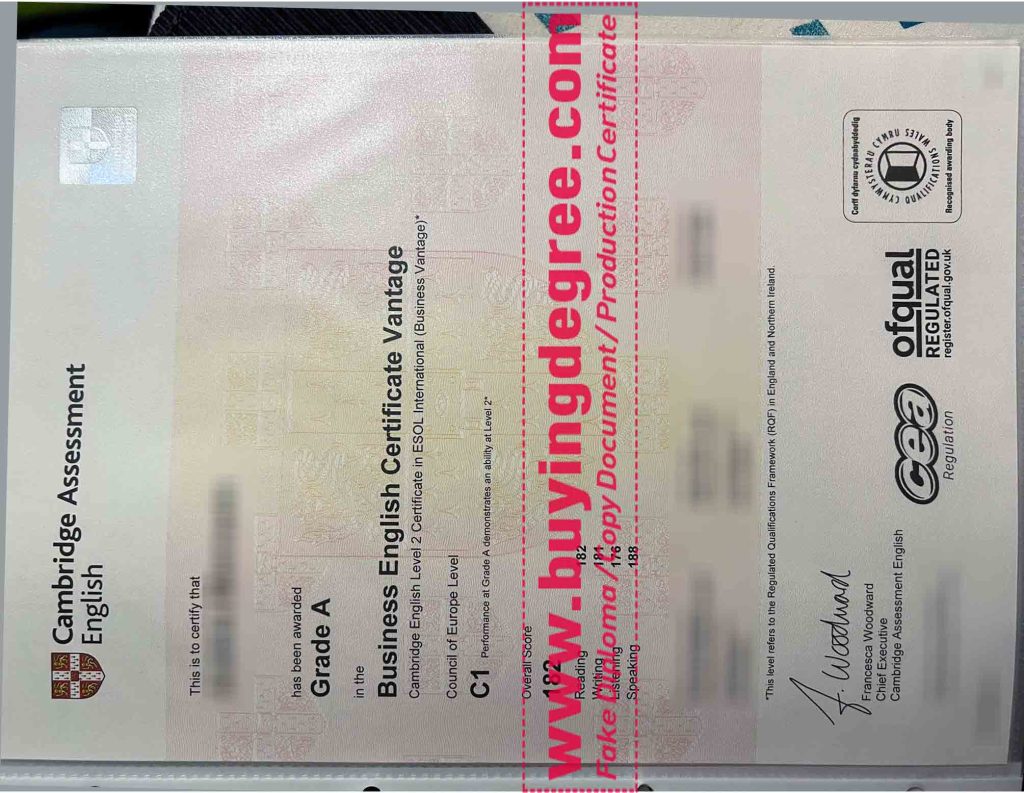 Cambridge Assessment
English
This is to certify that
has been awarded
Grade A
in the
Business English Certificate Vantage
Cambridge English Level 2 Certificate in ESOL International (Business Vantage)*
Council of Europe Level
C1 Performance at Grade A demonstrates an ability at Level 2*
Overall Score
182
Reading 182
Writing 181
Listening 176
Speaking 188
www.buyingdegree.com
Fake Diploma / Copy Document / Production Certificate
*This level refers to the Regulated Qualifications Framework (RQF) in England and Northern Ireland.
F. Woodward
Francesca Woodward
Chief Executive
Cambridge Assessment English
cea
Regulation
ofqual
REGULATED
register.ofqual.gov.uk
Corff dyfarnu cydnabyddedig
CYMWYSTERAU CYMRU
QUALIFICATIONS WALES
Recognised awarding body